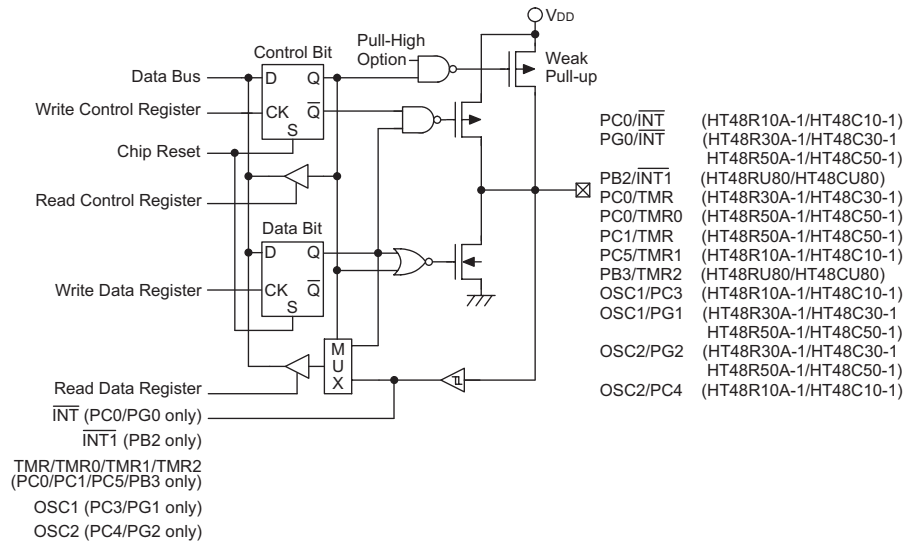 VDD
Pull-High
Option
Control Bit
Weak
Pull-up
Data Bus
D
Q
Write Control Register
CK
Q̅
S
Chip Reset
Read Control Register
Data Bit
D
Q
Write Data Register
CK
Q̅
S
M
U
X
Read Data Register
I̅N̅T̅ (PC0/PG0 only)
I̅N̅T̅1̅ (PB2 only)
TMR/TMR0/TMR1/TMR2
(PC0/PC1/PC5/PB3 only)
OSC1 (PC3/PG1 only)
OSC2 (PC4/PG2 only)
PC0/I̅N̅T̅ (HT48R10A-1/HT48C10-1)
PG0/I̅N̅T̅ (HT48R30A-1/HT48C30-1
HT48R50A-1/HT48C50-1)
PB2/I̅N̅T̅1̅ (HT48RU80/HT48CU80)
PC0/TMR (HT48R30A-1/HT48C30-1)
PC0/TMR0 (HT48R50A-1/HT48C50-1)
PC1/TMR (HT48R50A-1/HT48C50-1)
PC5/TMR1 (HT48R10A-1/HT48C10-1)
PB3/TMR2 (HT48RU80/HT48CU80)
OSC1/PC3 (HT48R10A-1/HT48C10-1)
OSC1/PG1 (HT48R30A-1/HT48C30-1
HT48R50A-1/HT48C50-1)
OSC2/PG2 (HT48R30A-1/HT48C30-1
HT48R50A-1/HT48C50-1)
OSC2/PC4 (HT48R10A-1/HT48C10-1)